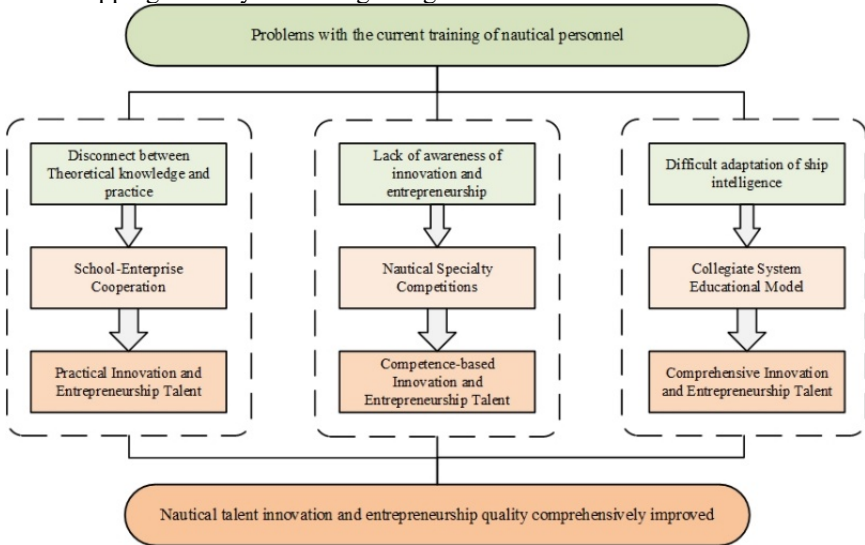 Problems with the current training of nautical personnel
Disconnect between
Theoretical knowledge and
practice
School-Enterprise
Cooperation
Practical Innovation and
Entrepreneurship Talent
Lack of awareness of
innovation and
entrepreneurship
Nautical Specialty
Competitions
Competence-based
Innovation and
Entrepreneurship Talent
Difficult adaptation of ship
intelligence
Collegiate System
Educational Model
Comprehensive Innovation
and Entrepreneurship Talent
Nautical talent innovation and entrepreneurship quality comprehensively improved